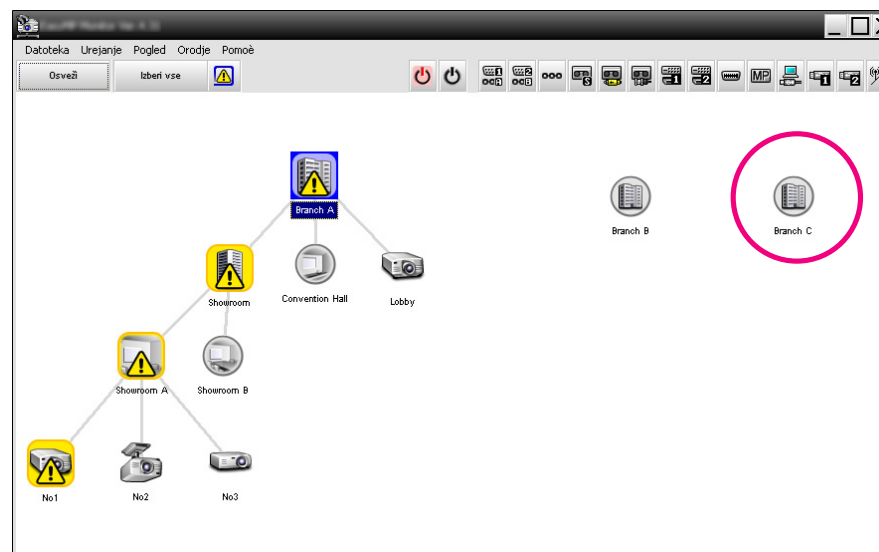 Datoteka Urejanje Pogled Orodje Pomoè
Osveži Izberi vse
MP
Branch A
Branch B
Branch C
Showroom
Convention Hall
Lobby
Showroom A
Showroom B
No1
No2
No3